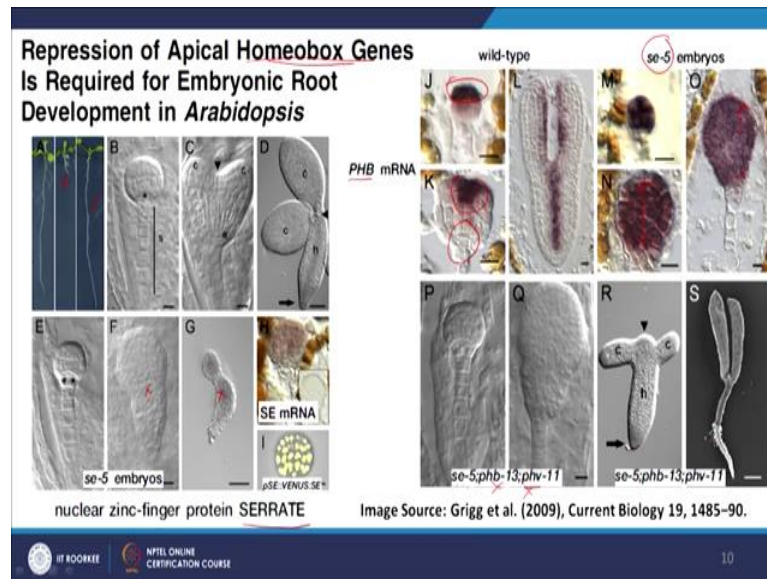 Repression of Apical Homeobox Genes
Is Required for Embryonic Root
Development in Arabidopsis
A
B
C
D
c
c
s
c
c
h
E
F
G
H
SE mRNA
I
pSE:VENUS:SE
se-5 embryos
nuclear zinc-finger protein SERRATE
wild-type
se-5 embryos
J
L
M
O
PHB mRNA
K
N
P
Q
R
S
c
c
h
se-5;phb-13;phv-11
se-5;phb-13;phv-11
Image Source: Grigg et al. (2009), Current Biology 19, 1485–90.
IIT ROORKEE
NPTEL ONLINE
CERTIFICATION COURSE
10